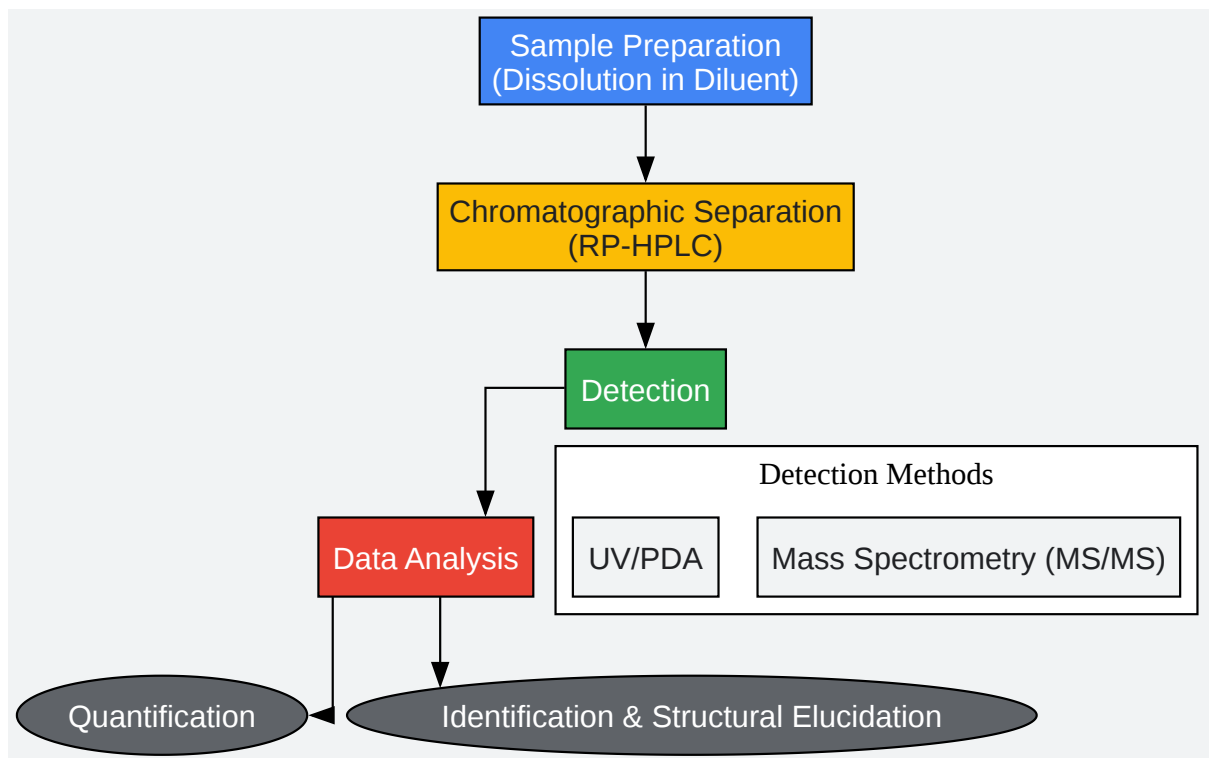 Sample Preparation
(Dissolution in Diluent)
Chromatographic Separation
(RP-HPLC)
Detection
Detection Methods
Data Analysis
UV/PDA
Mass Spectrometry (MS/MS)
Quantification
Identification & Structural Elucidation